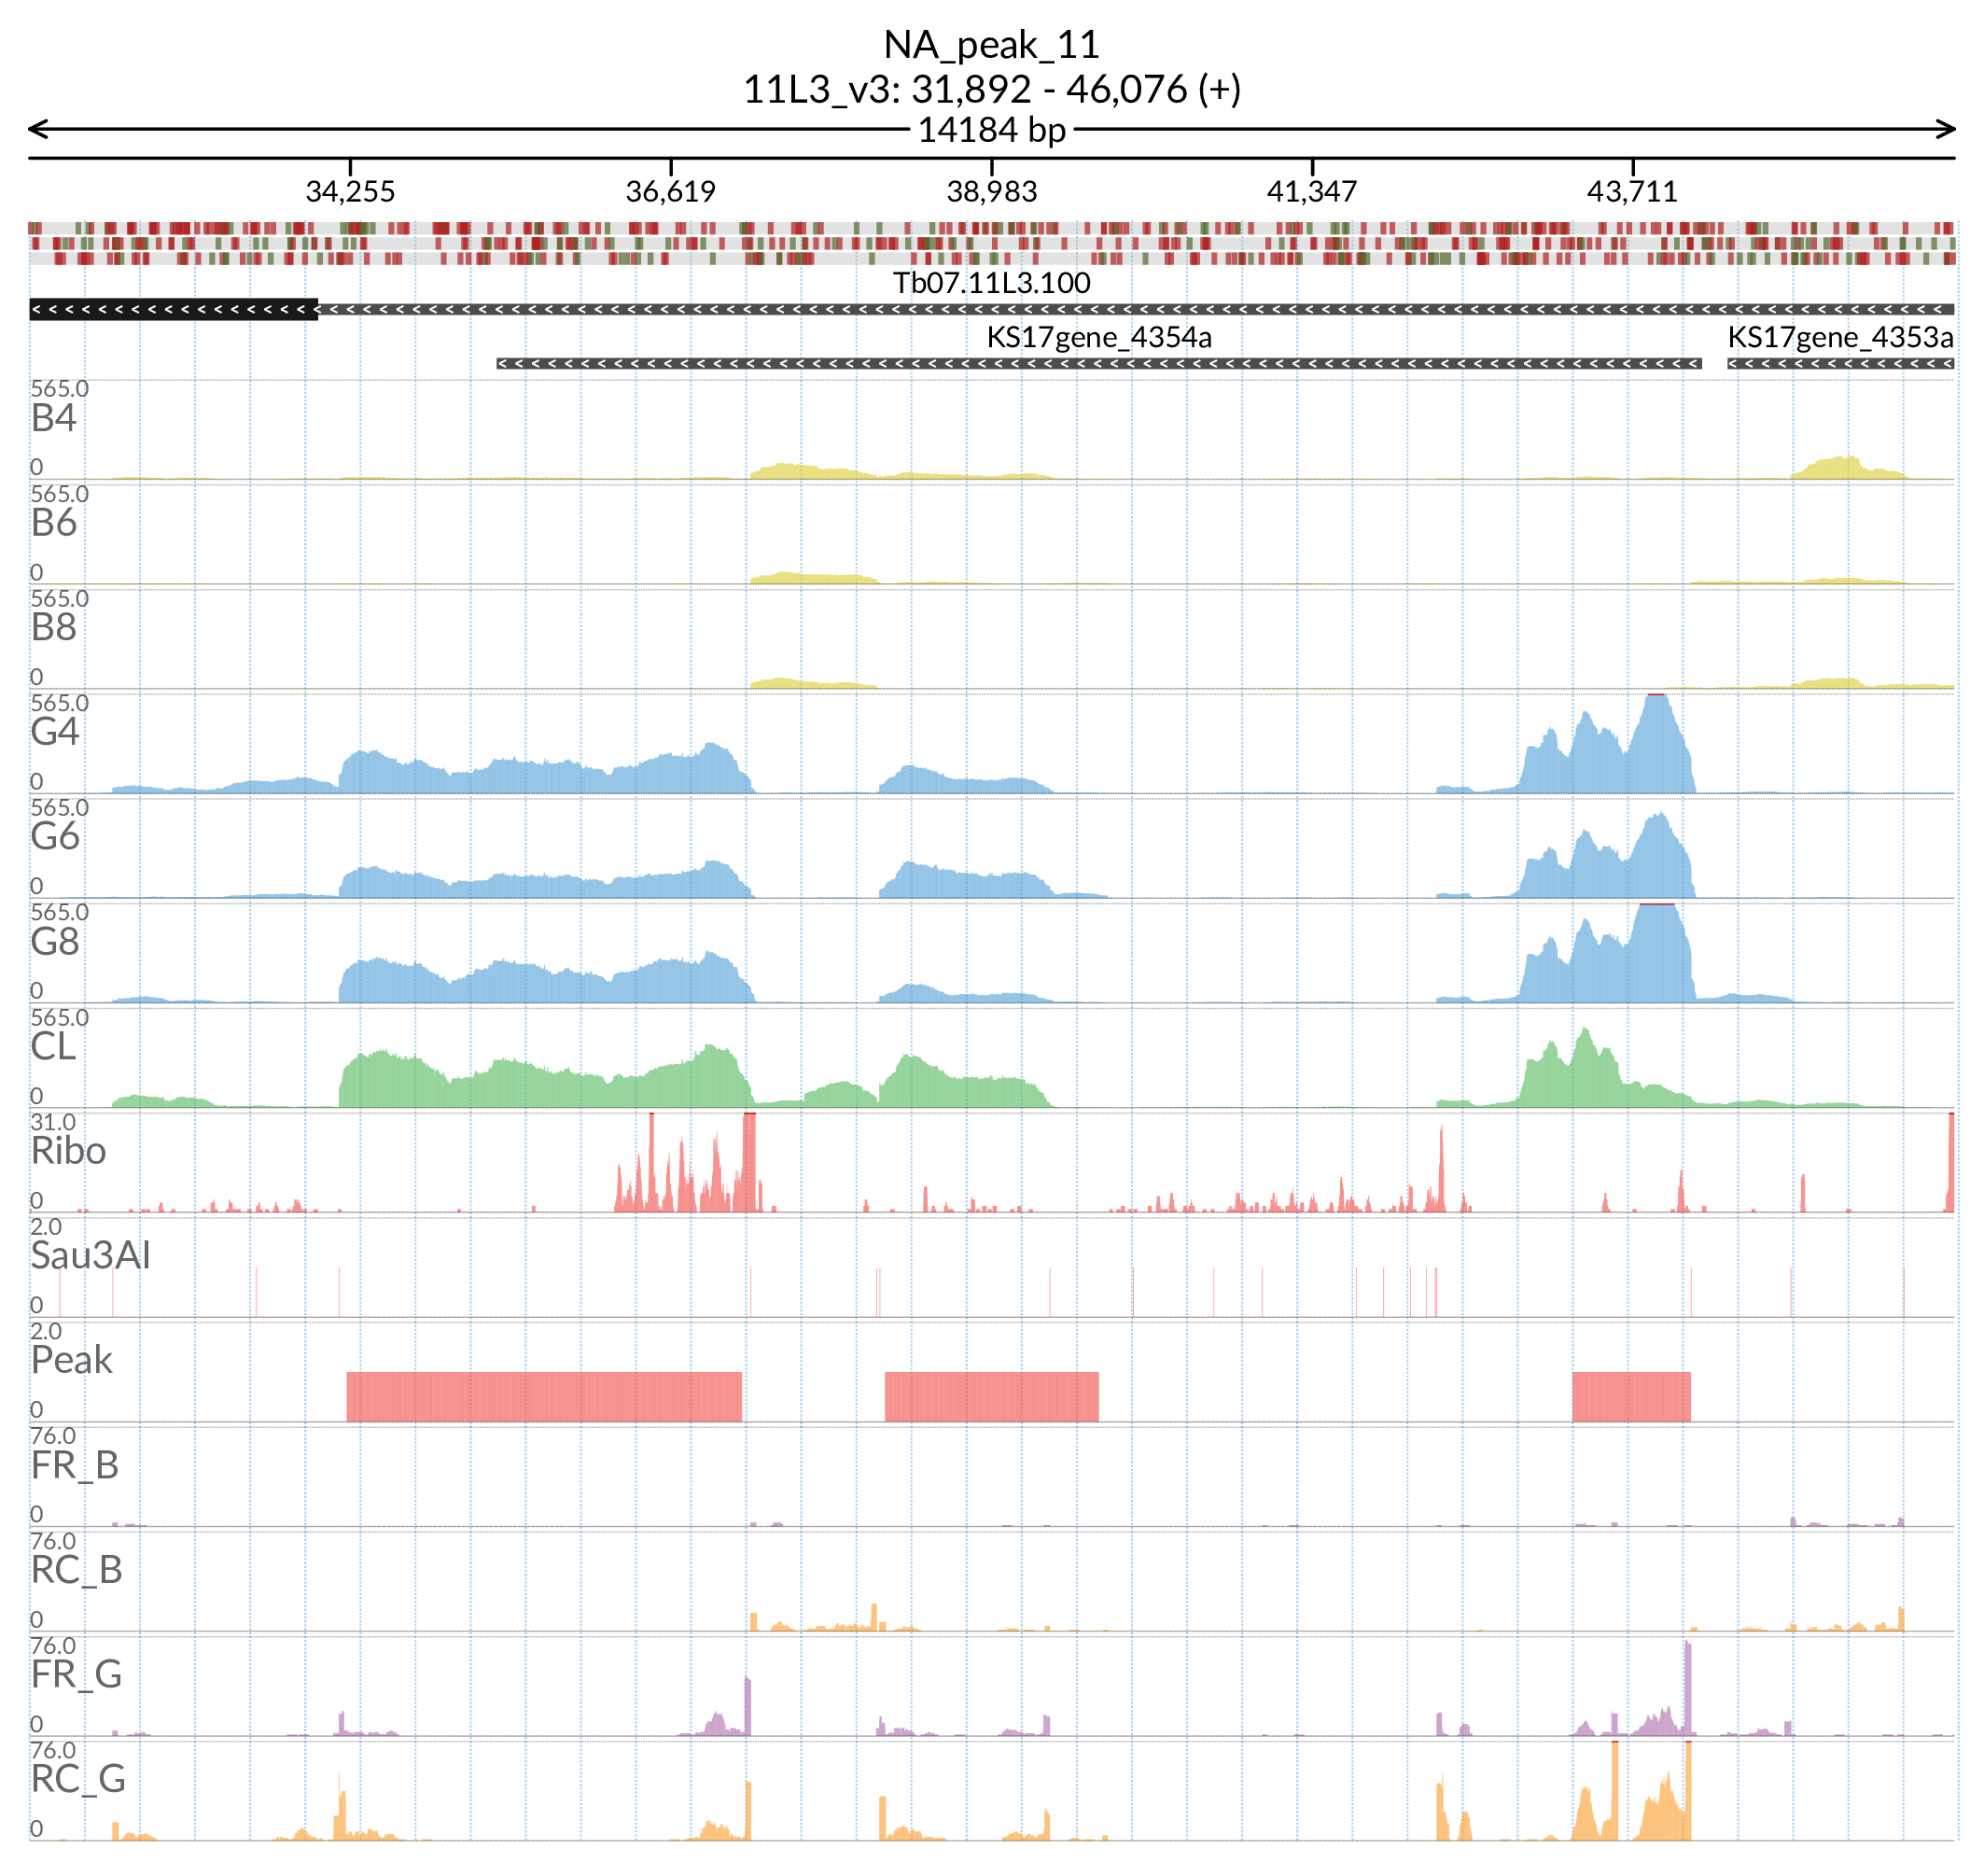 NA_peak_11
11L3_v3: 31,892 - 46,076 (+)
14184 bp
34,255 36,619 38,983 41,347 43,711
Tb07.11L3.100
KS17gene_4354a KS17gene_4353a
565.0
B4
0
565.0
B6
0
565.0
B8
0
565.0
G4
0
565.0
G6
0
565.0
G8
0
565.0
CL
0
31.0
Ribo
0
2.0
Sau3AI
0
2.0
Peak
0
76.0
FR_B
0
76.0
RC_B
0
76.0
FR_G
0
76.0
RC_G
0